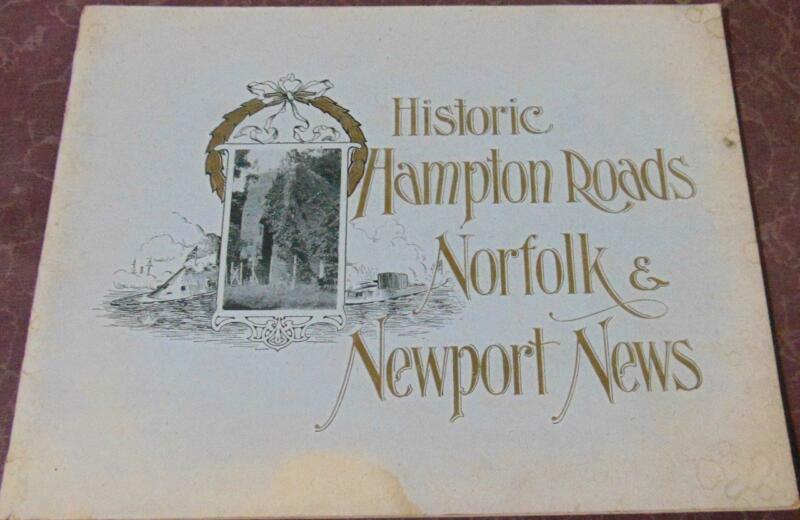 Historic
Hampton Roads
Norfolk &
Newport News